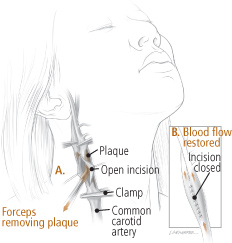 B. Blood flow
restored
Incision
closed
Plaque
A.
Open incision
Clamp
Forceps
removing plaque
Common
carotid
artery